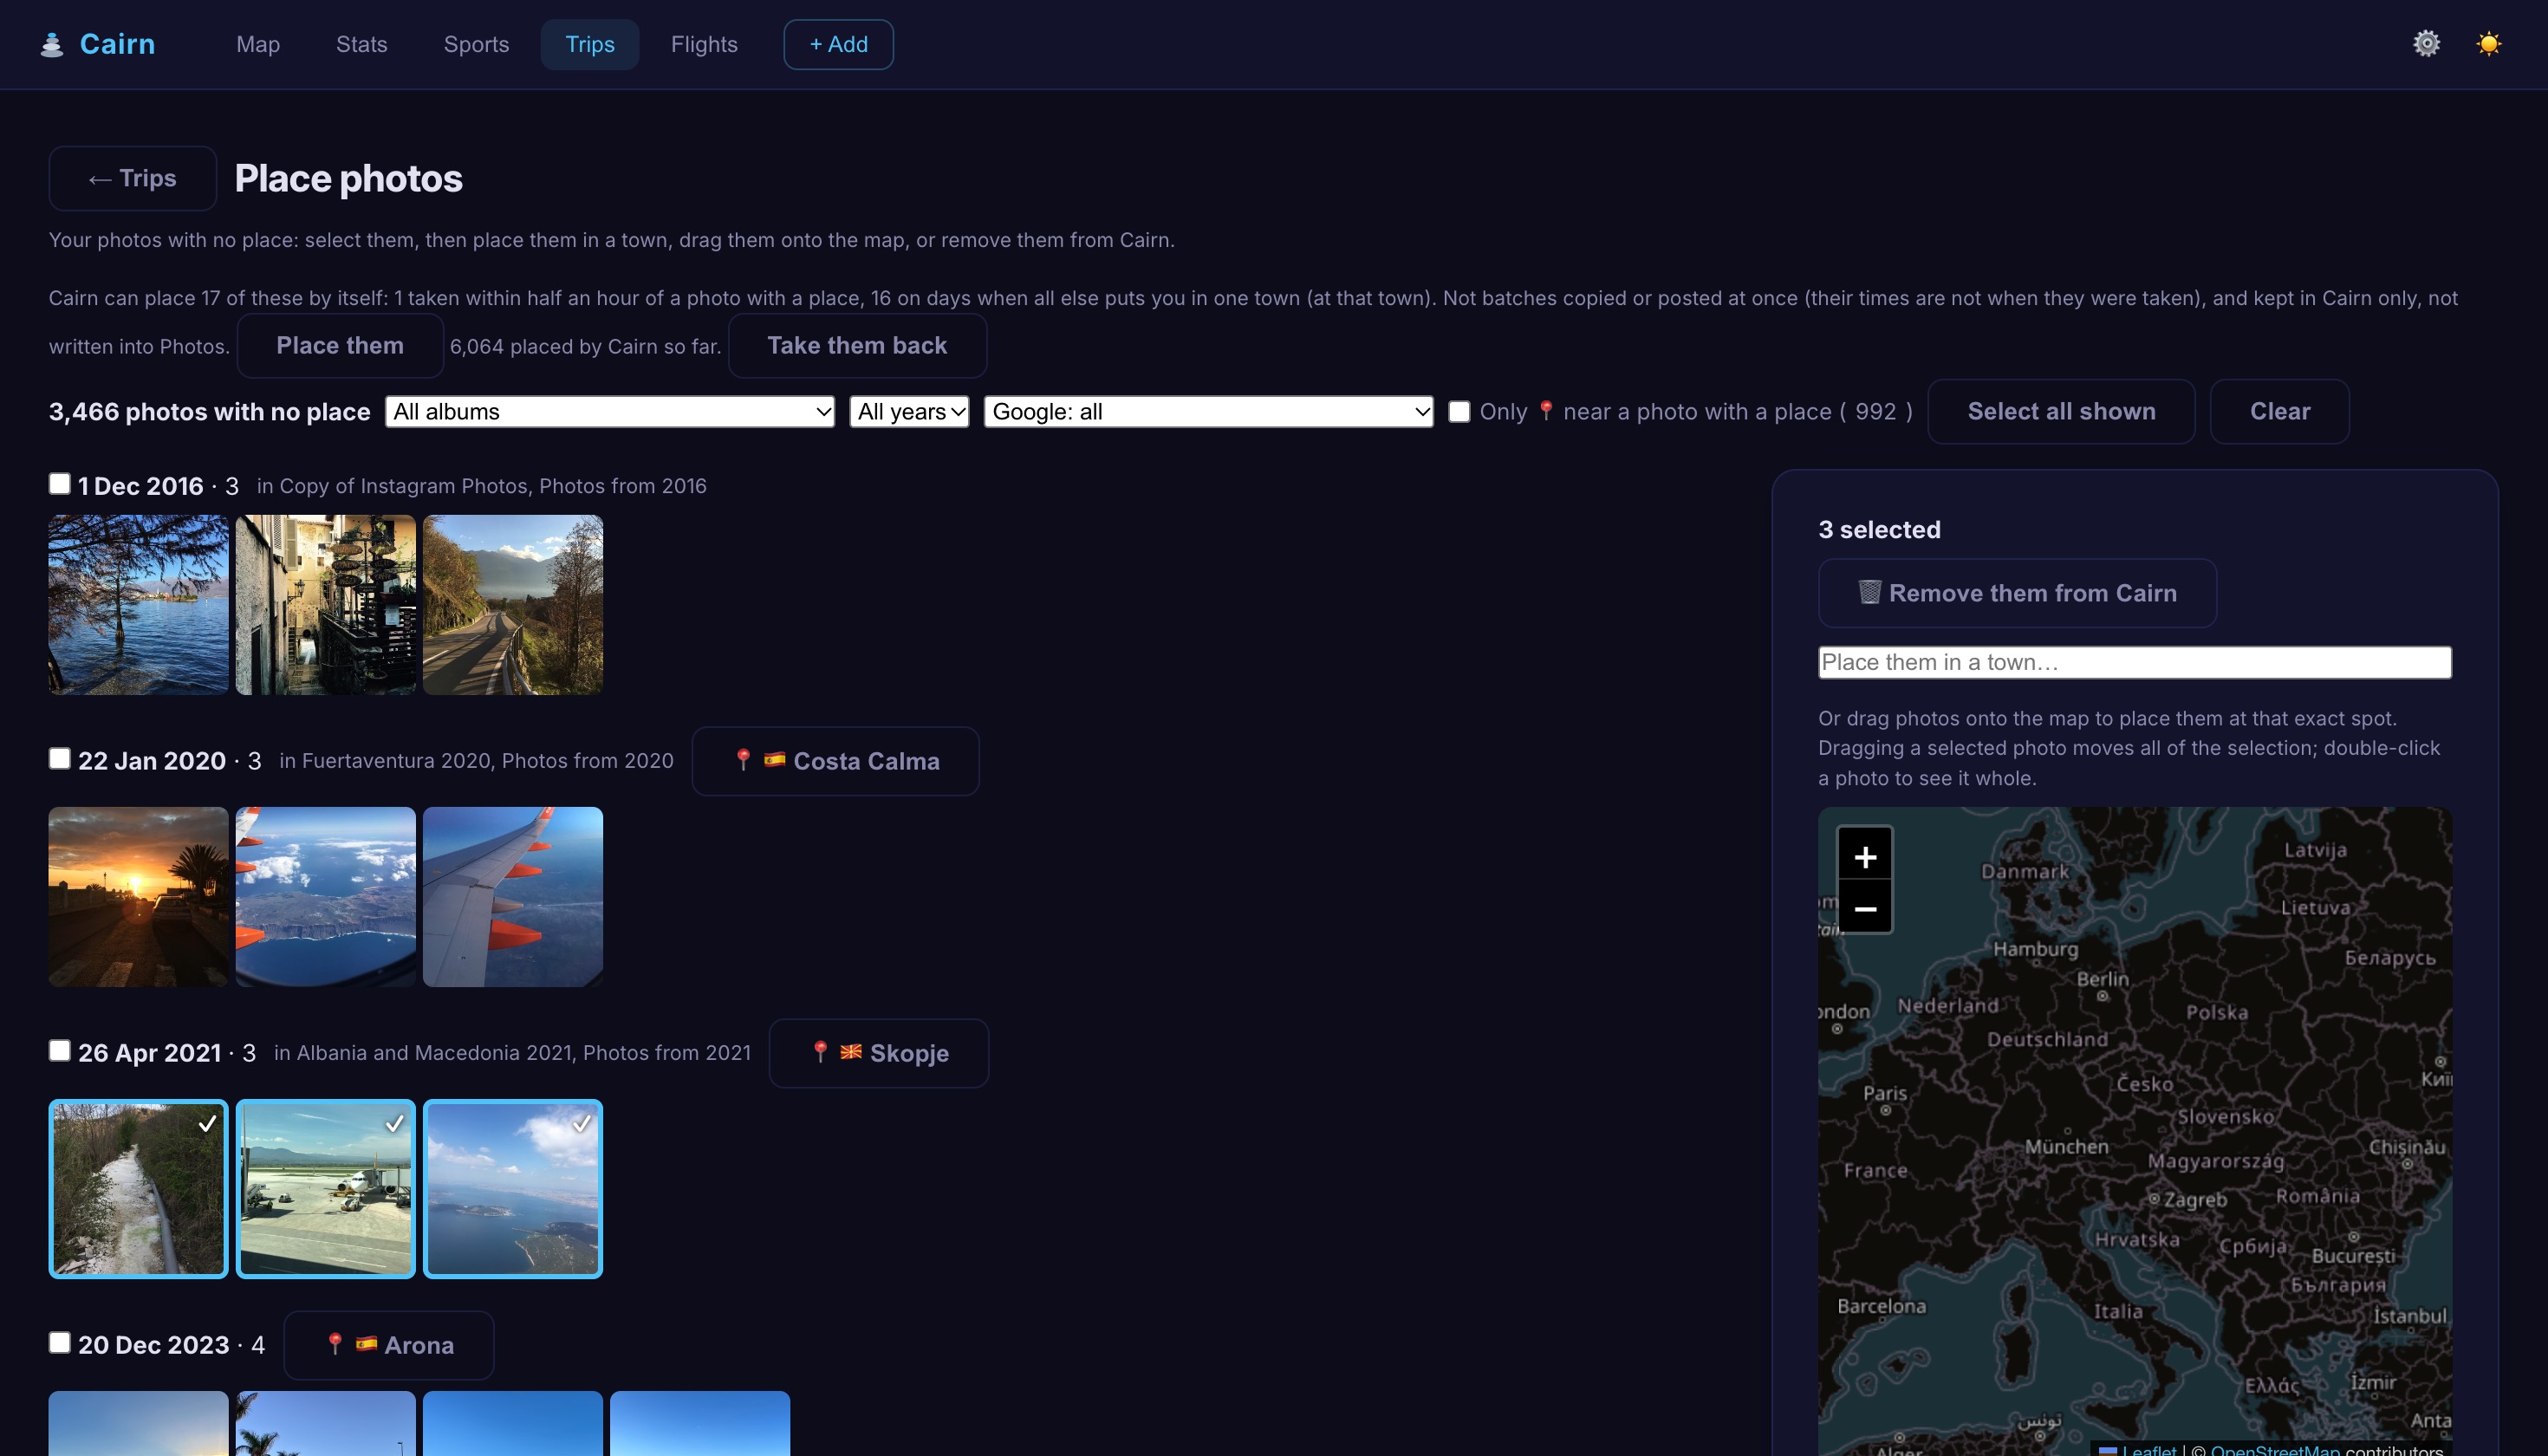 Cairn
Map
Stats
Sports
Trips
Flights
+ Add
← Trips
Place photos
Your photos with no place: select them, then place them in a town, drag them onto the map, or remove them from Cairn.
Cairn can place 17 of these by itself: 1 taken within half an hour of a photo with a place, 16 on days when all else puts you in one town (at that town). Not batches copied or posted at once (their times are not when they were taken), and kept in Cairn only, not
written into Photos. Place them 6,064 placed by Cairn so far. Take them back
3,466 photos with no place All albums All years Google: all Only 📍 near a photo with a place ( 992 ) Select all shown Clear
1 Dec 2016 · 3 in Copy of Instagram Photos, Photos from 2016
22 Jan 2020 · 3 in Fuertaventura 2020, Photos from 2020 📍 🇪🇸 Costa Calma
26 Apr 2021 · 3 in Albania and Macedonia 2021, Photos from 2021 📍 🇲🇰 Skopje
20 Dec 2023 · 4 📍 🇪🇸 Arona
3 selected
🗑 Remove them from Cairn
Place them in a town…
Or drag photos onto the map to place them at that exact spot.
Dragging a selected photo moves all of the selection; double-click
a photo to see it whole.
+
−
Latvija
Danmark
Lietuva
Hamburg
Беларусь
Berlin
Nederland
ondon
Polska
Deutschland
Česko
Paris
Slovensko
München
Chișinău
Magyarország
France
Zagreb
România
Hrvatska
Србија
București
България
Barcelona
Italia
İstanbul
Ελλάς
İzmir
تونس
Anta
Alger
Leaflet | © OpenStreetMap contributors